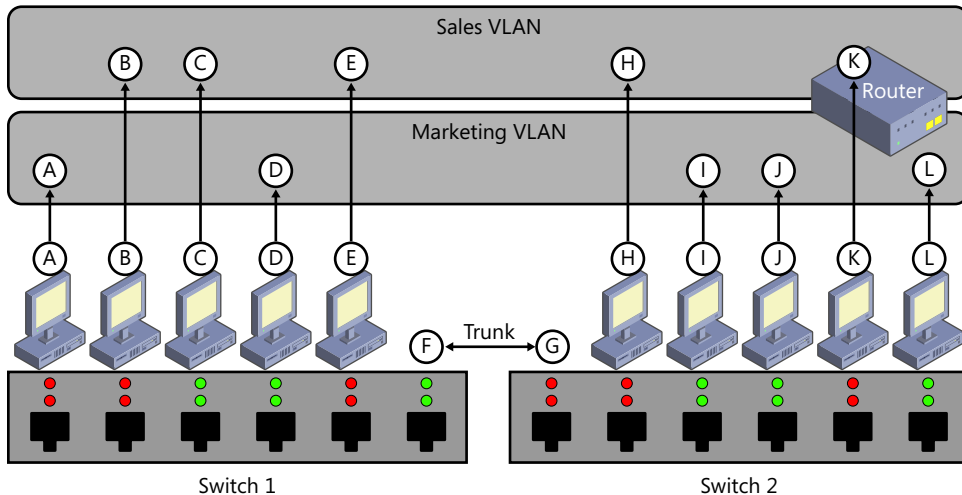 Sales VLAN
B C E H K
Router
Marketing VLAN
A D I J L
A B C D E H I J K L
F Trunk G
Switch 1 Switch 2